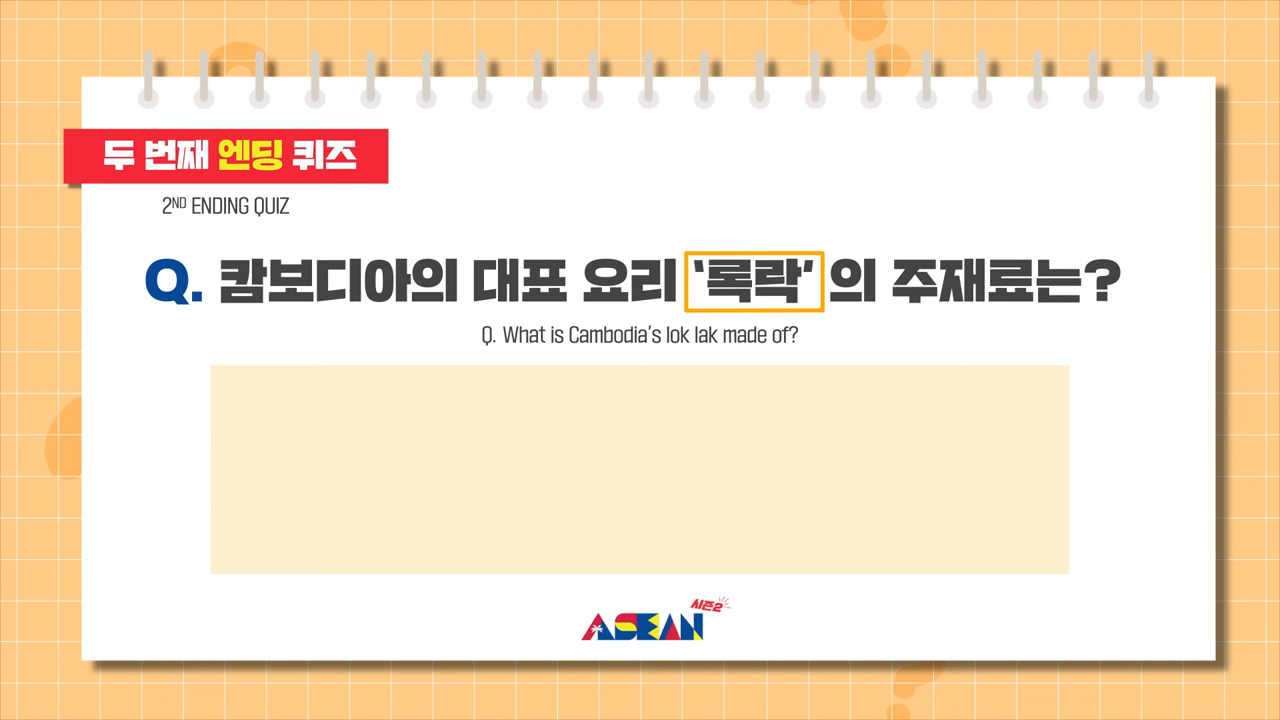 두 번째 엔딩 퀴즈
2ND ENDING QUIZ
Q. 캄보디아의 대표 요리 '록락'의 주재료는?
Q. What is Cambodia's lok lak made of?
시즌2
ASEAN